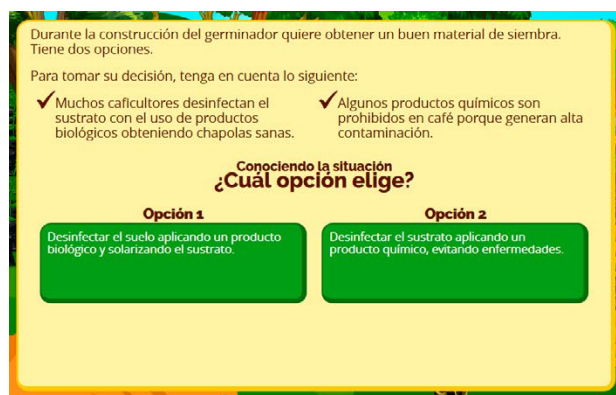 Durante la construcción del germinador quiere obtener un buen material de siembra.
Tiene dos opciones.
Para tomar su decisión, tenga en cuenta lo siguiente:
Muchos caficultores desinfectan el
sustrato con el uso de productos
biológicos obteniendo chapolas sanas.
Algunos productos químicos son
prohibidos en café porque generan alta
contaminación.
Conociendo la situación
¿Cuál opción elige?
Opción 1
Desinfectar el suelo aplicando un producto
biológico y solarizando el sustrato.
Opción 2
Desinfectar el sustrato aplicando un
producto químico, evitando enfermedades.